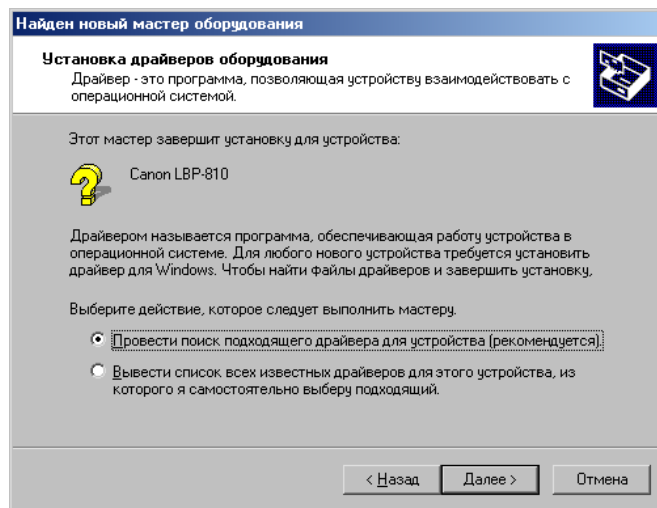 Найден новый мастер оборудования
Установка драйверов оборудования
Драйвер - это программа, позволяющая устройству взаимодействовать с
операционной системой.
Этот мастер завершит установку для устройства:
Canon LBP-810
Драйвером называется программа, обеспечивающая работу устройства в
операционной системе. Для любого нового устройства требуется установить
драйвер для Windows. Чтобы найти файлы драйверов и завершить установку,
Выберите действие, которое следует выполнить мастеру.
Провести поиск подходящего драйвера для устройства (рекомендуется).
Вывести список всех известных драйверов для этого устройства, из
которого я самостоятельно выберу подходящий.
< Назад Далее > Отмена